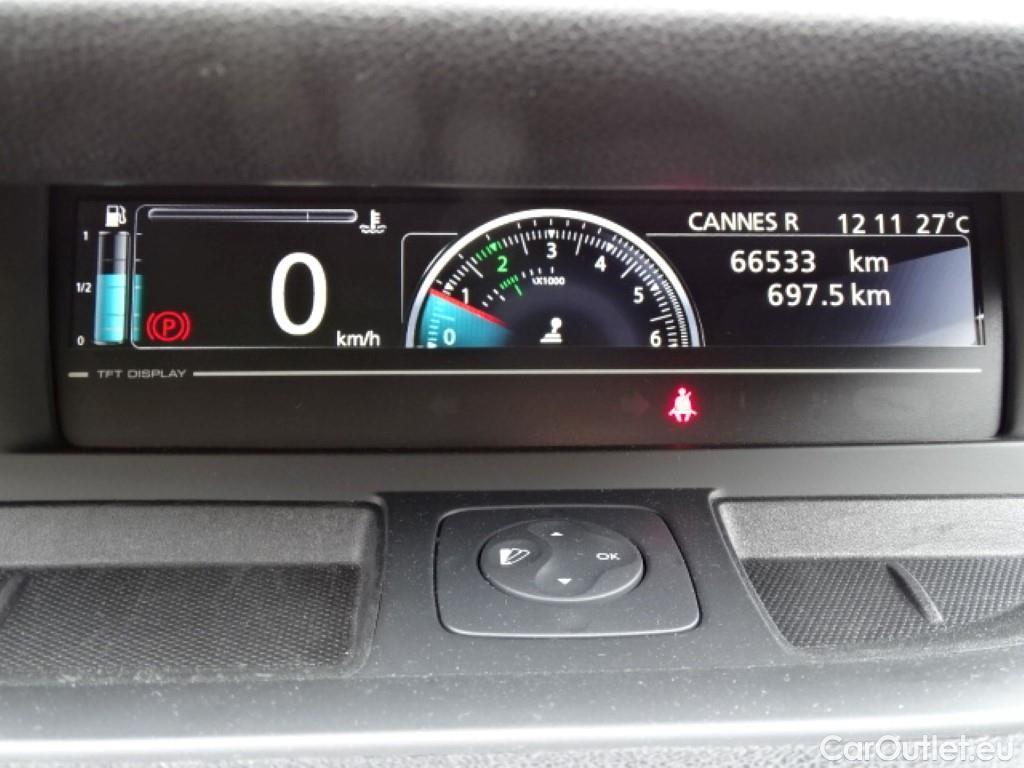 CANNES R 12 11 27°C
1
1/2
0
P
0
km/h
0
1
2
3
4
5
6
X1000
66533 km
697.5 km
TFT DISPLAY
OK
CarOutlet.eu